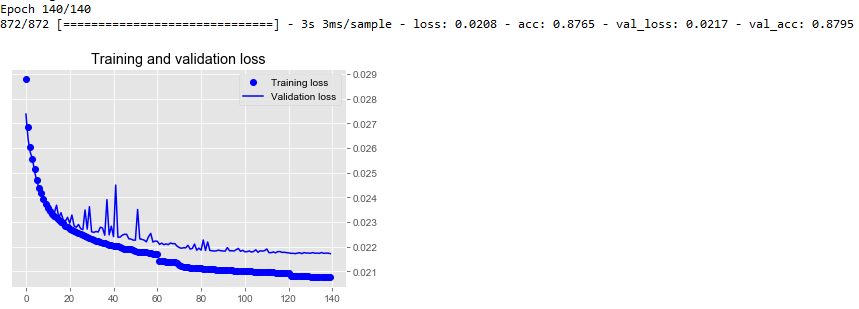 Epoch 140/140
872/872 [==============================] - 3s 3ms/sample - loss: 0.0208 - acc: 0.8765 - val_loss: 0.0217 - val_acc: 0.8795
Training and validation loss
Training loss
Validation loss
0.029
0.028
0.027
0.026
0.025
0.024
0.023
0.022
0.021
0 20 40 60 80 100 120 140